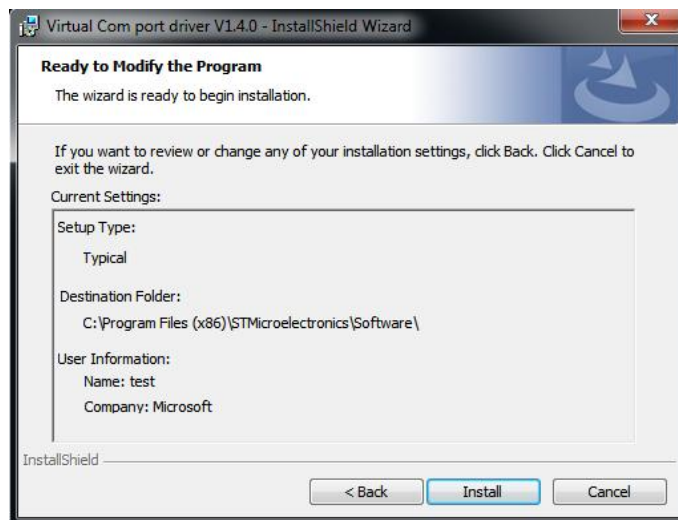 Virtual Com port driver V1.4.0 - InstallShield Wizard
Ready to Modify the Program
The wizard is ready to begin installation.
If you want to review or change any of your installation settings, click Back. Click Cancel to
exit the wizard.
Current Settings:
Setup Type:
Typical
Destination Folder:
C:\Program Files (x86)\STMicroelectronics\Software\
User Information:
Name: test
Company: Microsoft
InstallShield
< Back
Install
Cancel